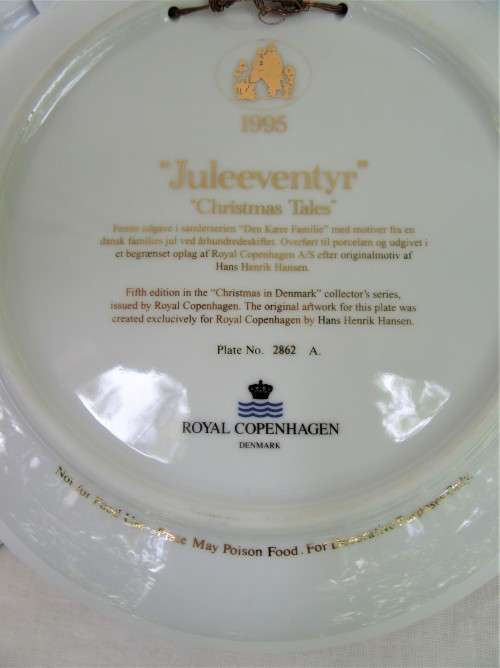 1995
"Juleeventyr"
"Christmas Tales"
Femte udgave i samlerserien "Den Kære Familie" med motiver fra en
dansk families jul ved århundredeskiftet. Overført til porcelæn og udgivet i
et begrænset oplag af Royal Copenhagen A/S efter originalmotiv af
Hans Henrik Hansen.
Fifth edition in the "Christmas in Denmark" collector's series,
issued by Royal Copenhagen. The original artwork for this plate was
created exclusively for Royal Copenhagen by Hans Henrik Hansen.
Plate No. 2862 A.
ROYAL COPENHAGEN
DENMARK
Not for Food May Poison Food. For